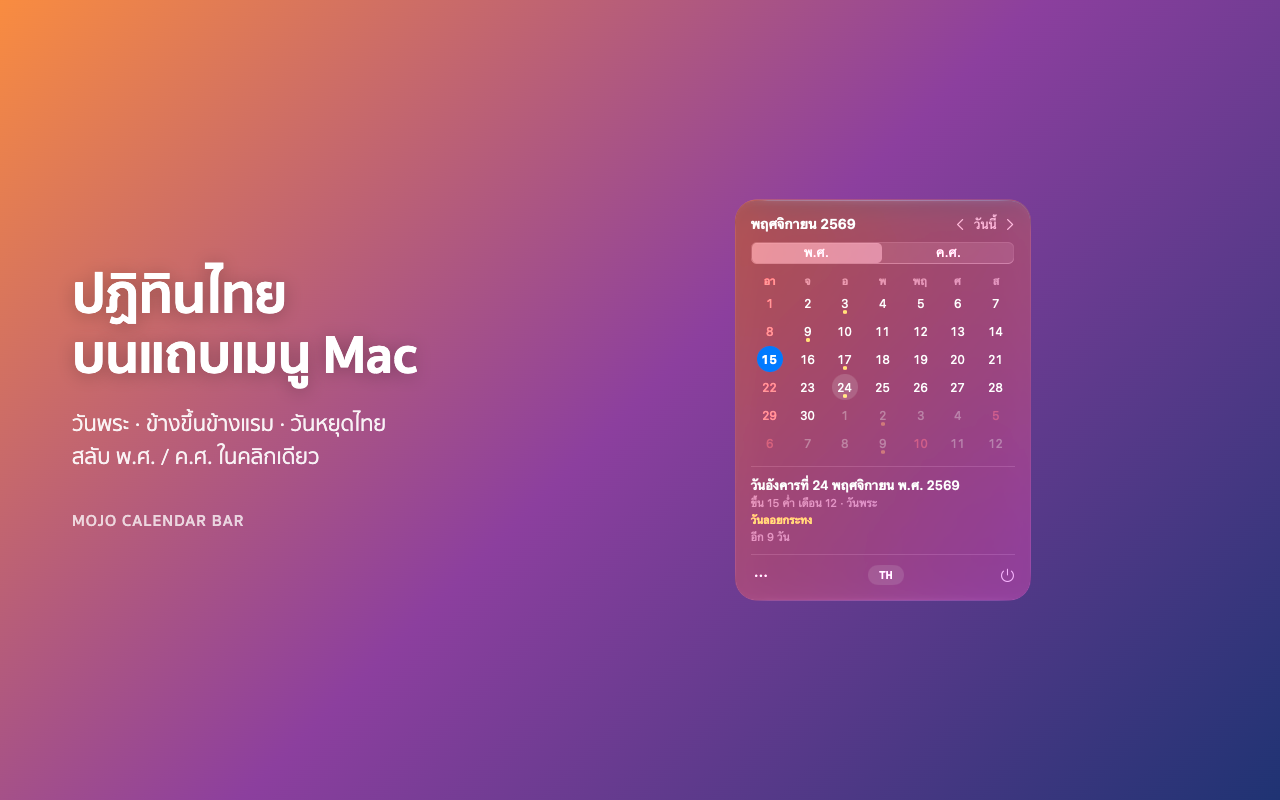 ปฏิทินไทย
บนแถบเมนู Mac
วันพระ · ข้างขึ้นข้างแรม · วันหยุดไทย
สลับ พ.ศ. / ค.ศ. ในคลิกเดียว
MOJO CALENDAR BAR
พฤศจิกายน 2569 วันนี้
พ.ศ. ค.ศ.
อา จ อ พ พฤ ศ ส
1 2 3 4 5 6 7
8 9 10 11 12 13 14
15 16 17 18 19 20 21
22 23 24 25 26 27 28
29 30 1 2 3 4 5
6 7 8 9 10 11 12
วันอังคารที่ 24 พฤศจิกายน พ.ศ. 2569
ขึ้น 15 ค่ำ เดือน 12 · วันพระ
วันลอยกระทง
อีก 9 วัน
TH